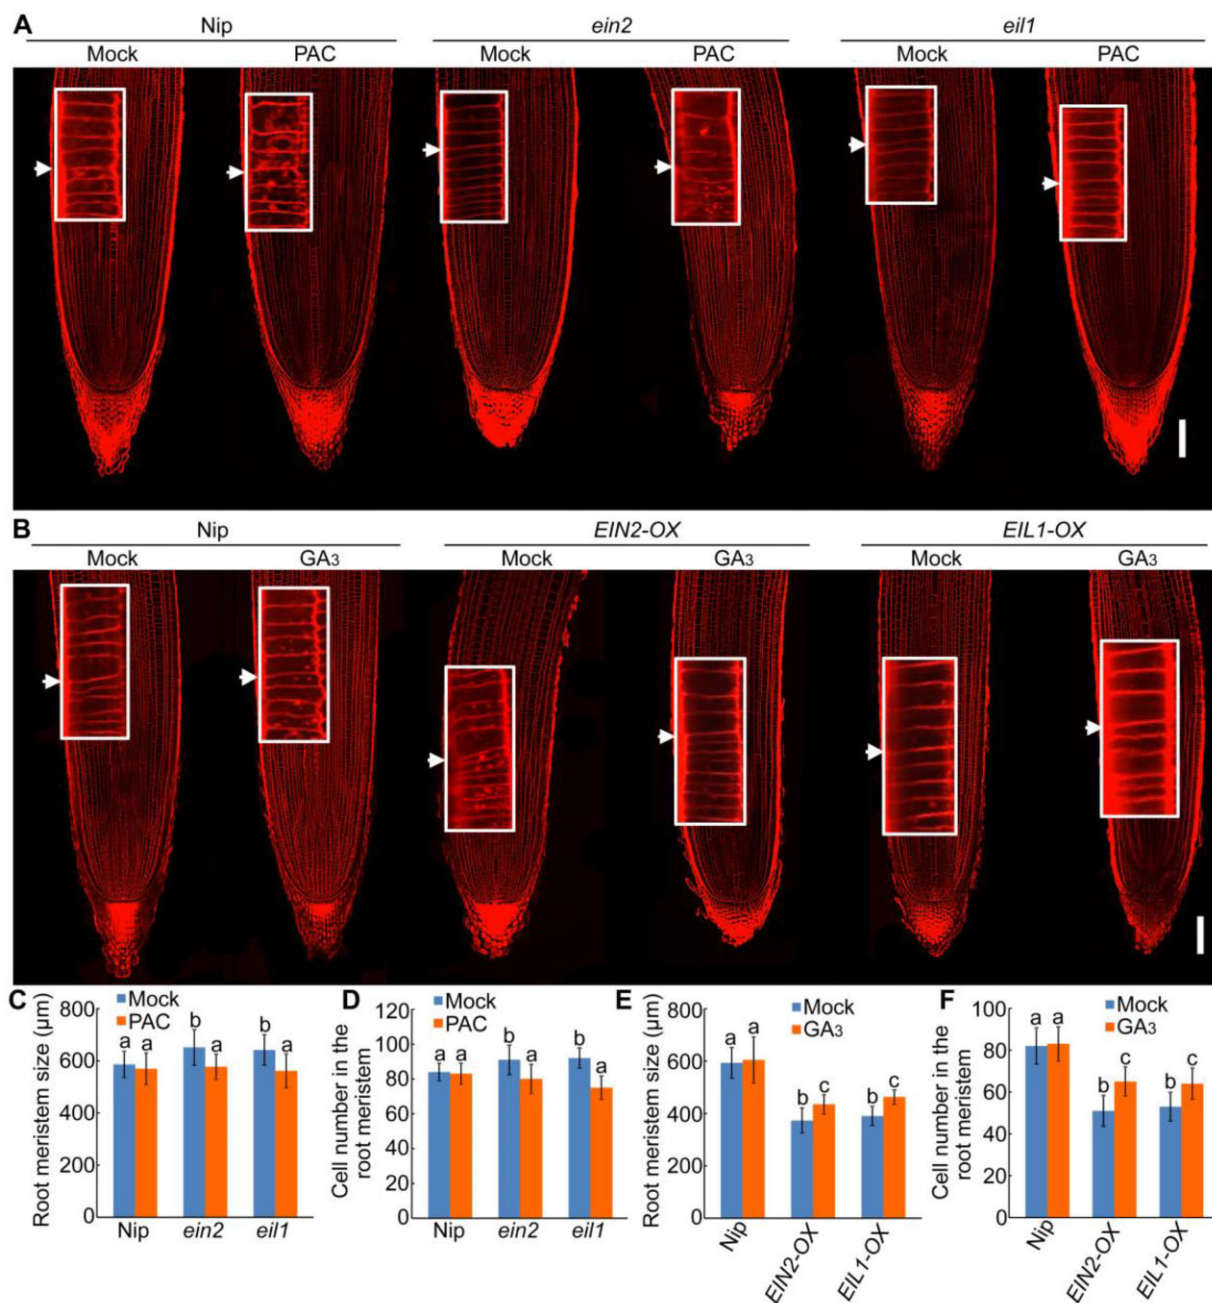 A
Nip ein2 eil1
Mock PAC Mock PAC Mock PAC
B
Nip EIN2-OX EIL1-OX
Mock GA3 Mock GA3 Mock GA3
C
Root meristem size (µm)
800
600
400
200
0
Mock
PAC
a a b a b a
Nip ein2 eil1
D
Cell number in the
root meristem
120
100
80
60
40
20
0
Mock
PAC
a a b a b a
Nip ein2 eil1
E
Root meristem size (µm)
800
600
400
200
0
Mock
GA3
a a b c b c
Nip EIN2-OX EIL1-OX
F
Cell number in the
root meristem
100
80
60
40
20
0
Mock
GA3
a a b c b c
Nip EIN2-OX EIL1-OX